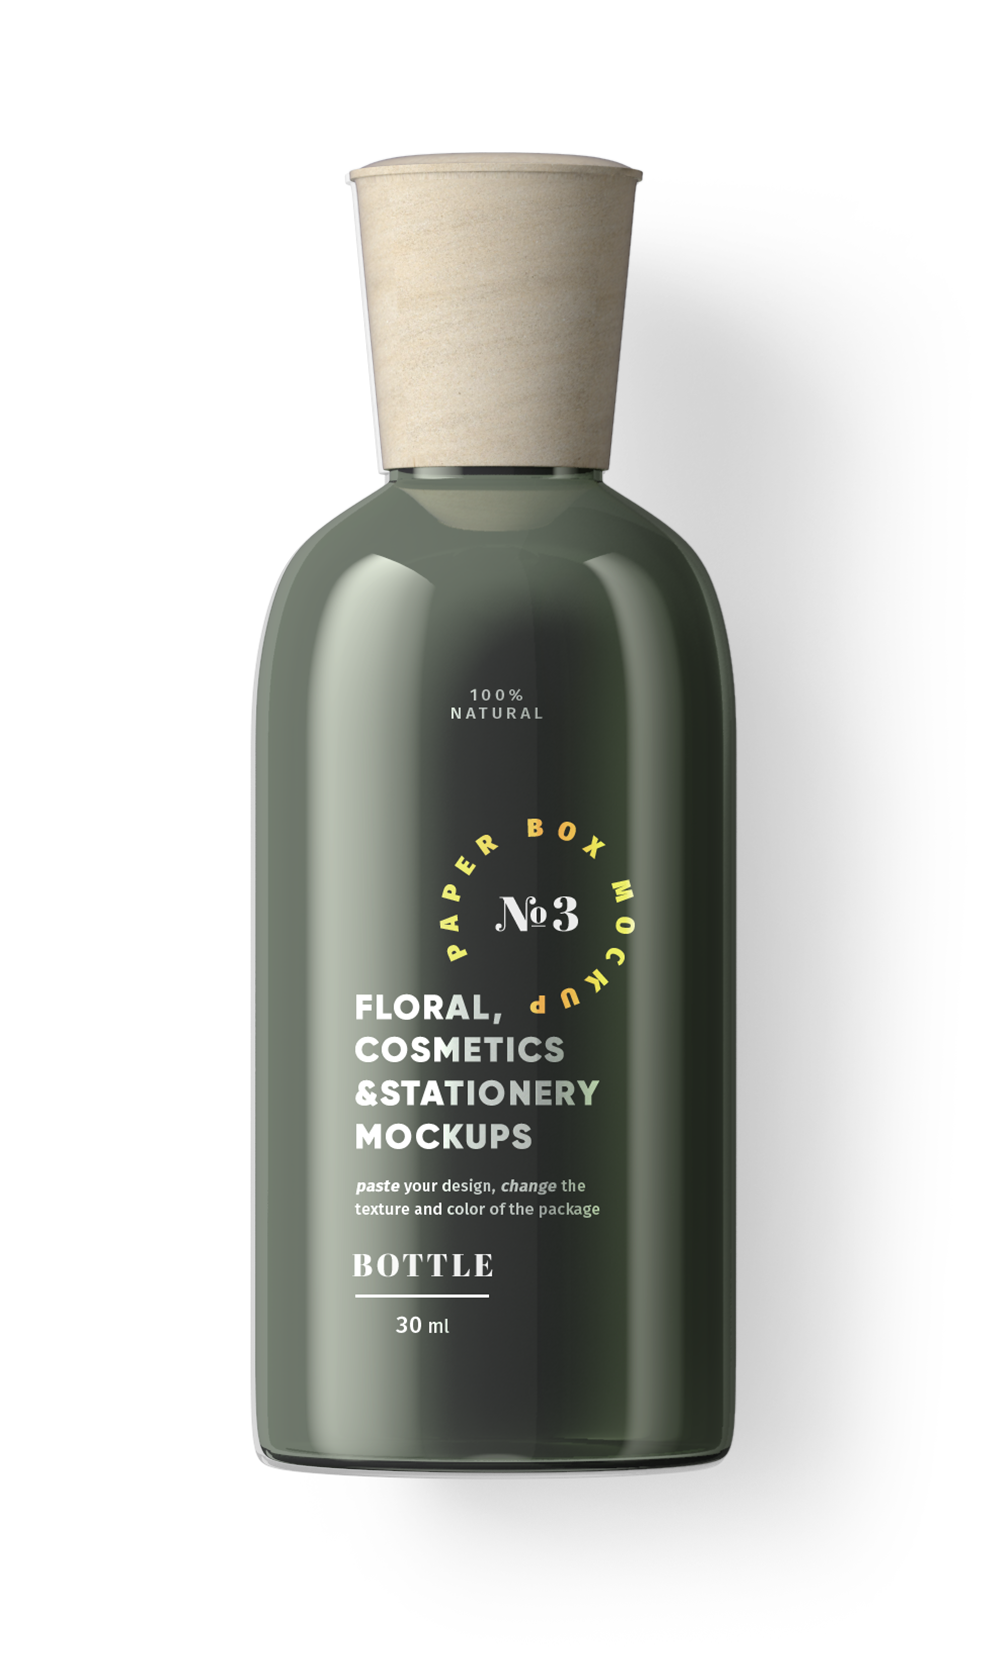 100%
NATURAL
PAPER BOX MOCKUP
№3
FLORAL,
COSMETICS
&STATIONERY
MOCKUPS
paste your design, change the
texture and color of the package
BOTTLE
30 ml